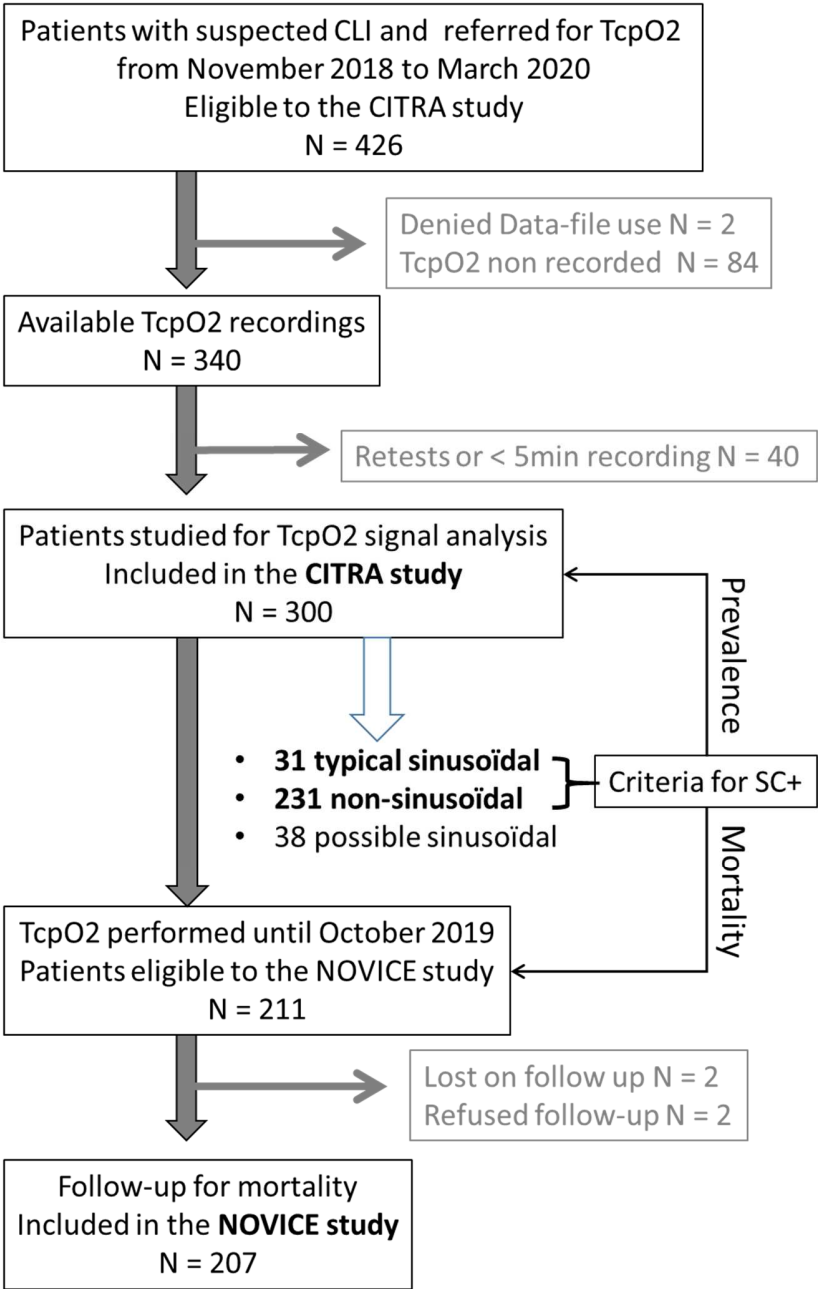 Patients with suspected CLI and referred for TcpO2
from November 2018 to March 2020
Eligible to the CITRA study
N = 426
Denied Data-file use N = 2
TcpO2 non recorded N = 84
Available TcpO2 recordings
N = 340
Retests or < 5min recording N = 40
Patients studied for TcpO2 signal analysis
Included in the CITRA study
N = 300
Prevalence
• 31 typical sinusoïdal
• 231 non-sinusoïdal
• 38 possible sinusoïdal
Criteria for SC+
Mortality
TcpO2 performed until October 2019
Patients eligible to the NOVICE study
N = 211
Lost on follow up N = 2
Refused follow-up N = 2
Follow-up for mortality
Included in the NOVICE study
N = 207